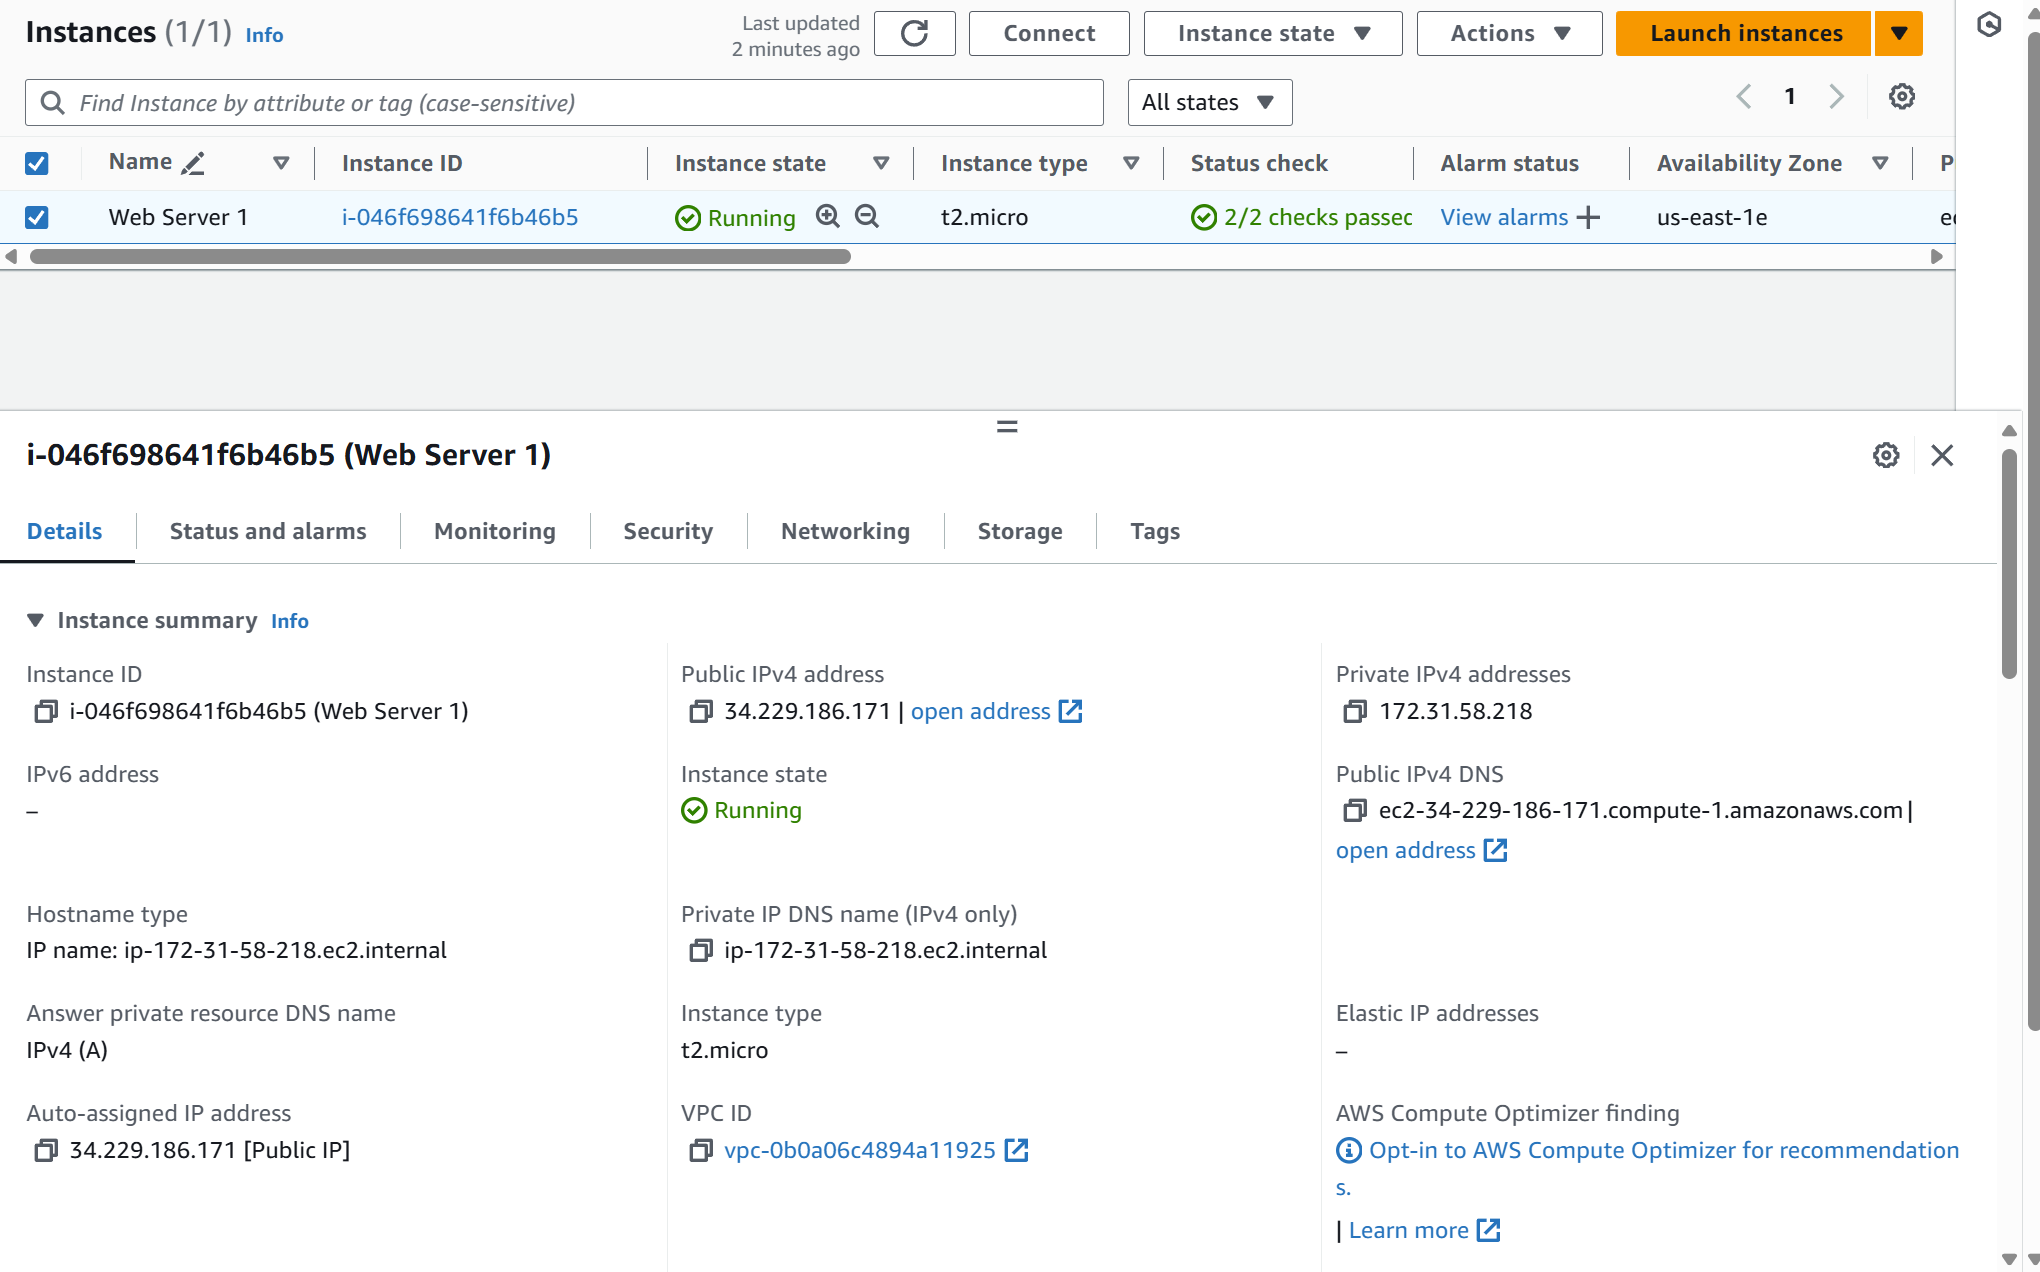 Instances (1/1) Info
Last updated
2 minutes ago
Connect
Instance state
Actions
Launch instances
Find Instance by attribute or tag (case-sensitive)
All states
1
Name Instance ID Instance state Instance type Status check Alarm status Availability Zone P
Web Server 1 i-046f698641f6b46b5 Running t2.micro 2/2 checks passed View alarms + us-east-1e
i-046f698641f6b46b5 (Web Server 1)
Details Status and alarms Monitoring Security Networking Storage Tags
Instance summary Info
Instance ID
i-046f698641f6b46b5 (Web Server 1)
Public IPv4 address
34.229.186.171 | open address
Private IPv4 addresses
172.31.58.218
IPv6 address
–
Instance state
Running
Public IPv4 DNS
ec2-34-229-186-171.compute-1.amazonaws.com |
open address
Hostname type
IP name: ip-172-31-58-218.ec2.internal
Private IP DNS name (IPv4 only)
ip-172-31-58-218.ec2.internal
Answer private resource DNS name
IPv4 (A)
Instance type
t2.micro
Elastic IP addresses
–
Auto-assigned IP address
34.229.186.171 [Public IP]
VPC ID
vpc-0b0a06c4894a11925
AWS Compute Optimizer finding
Opt-in to AWS Compute Optimizer for recommendation
s.
| Learn more